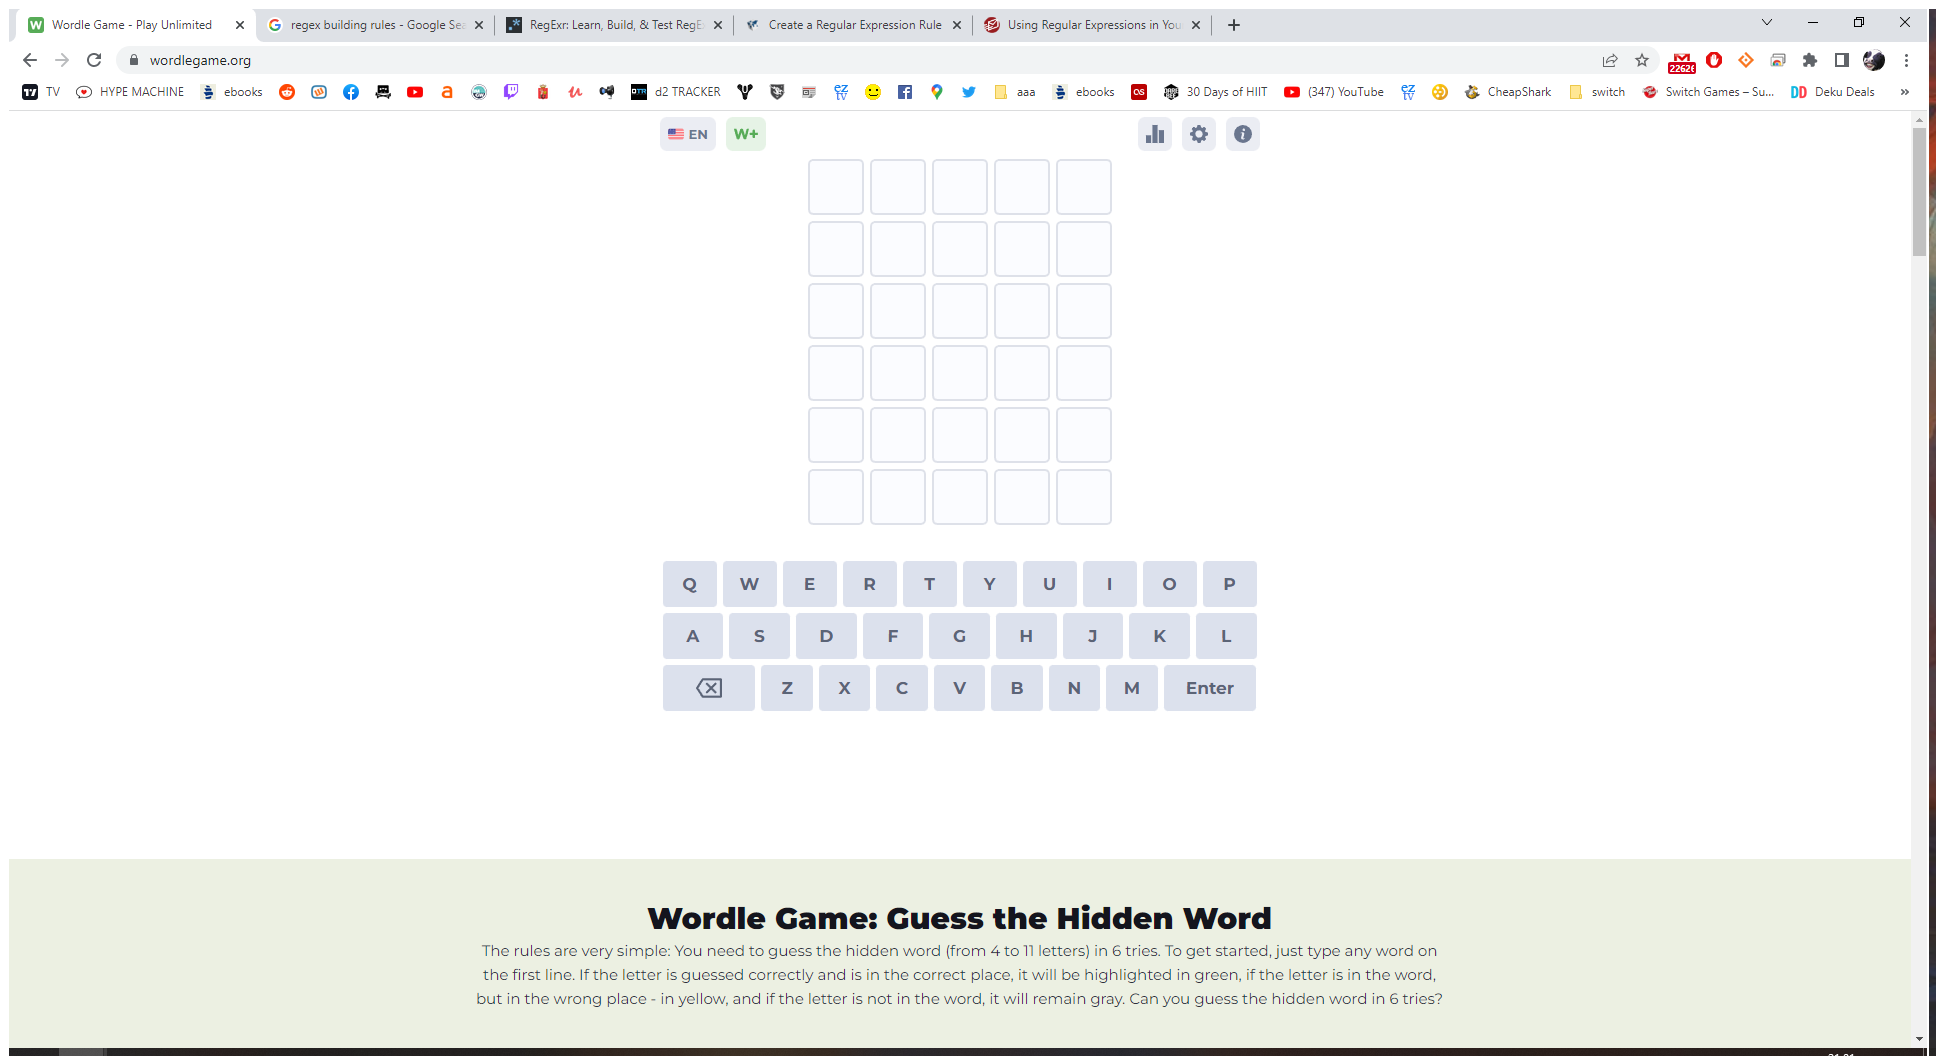 Wordle Game - Play Unlimited
regex building rules - Google Sea
RegExr: Learn, Build, & Test RegE
Create a Regular Expression Rule
Using Regular Expressions in You
wordlegame.org
22626
TV HYPE MACHINE ebooks d2 TRACKER aaa ebooks 30 Days of HIIT (347) YouTube CheapShark switch Switch Games – Su... Deku Deals »
EN W+
Q W E R T Y U I O P
A S D F G H J K L
Z X C V B N M Enter
Wordle Game: Guess the Hidden Word
The rules are very simple: You need to guess the hidden word (from 4 to 11 letters) in 6 tries. To get started, just type any word on
the first line. If the letter is guessed correctly and is in the correct place, it will be highlighted in green, if the letter is in the word,
but in the wrong place - in yellow, and if the letter is not in the word, it will remain gray. Can you guess the hidden word in 6 tries?